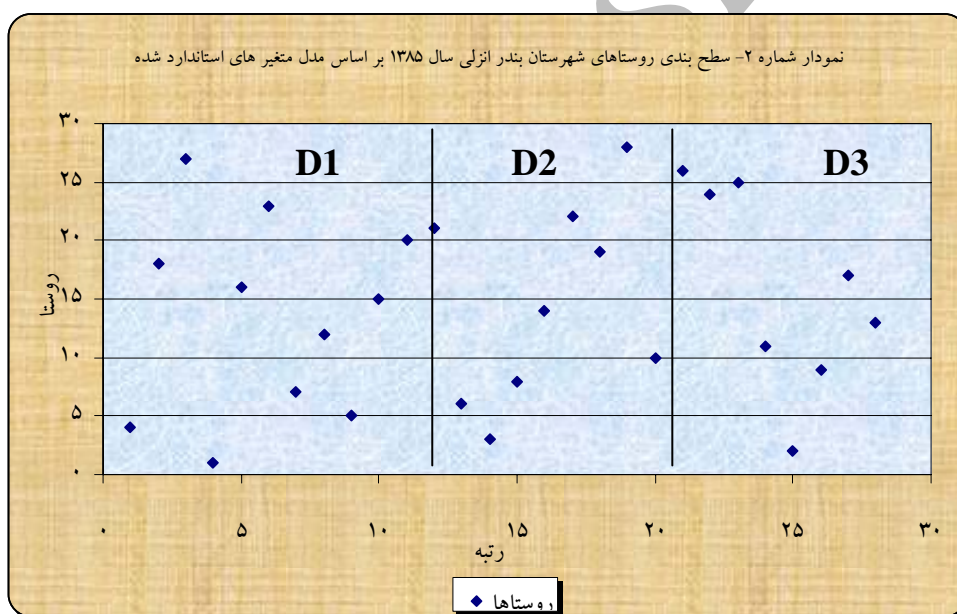 نمودار شماره ۲- سطح بندی روستاهای شهرستان بندر انزلی سال ۱۳۸۵ بر اساس مدل متغیر های استاندارد شده
D1 D2 D3
۳۰
۲۵
۲۰
۱۵
۱۰
۵
۰
روستا
۰ ۵ ۱۰ ۱۵ ۲۰ ۲۵ ۳۰
رتبه
روستاها